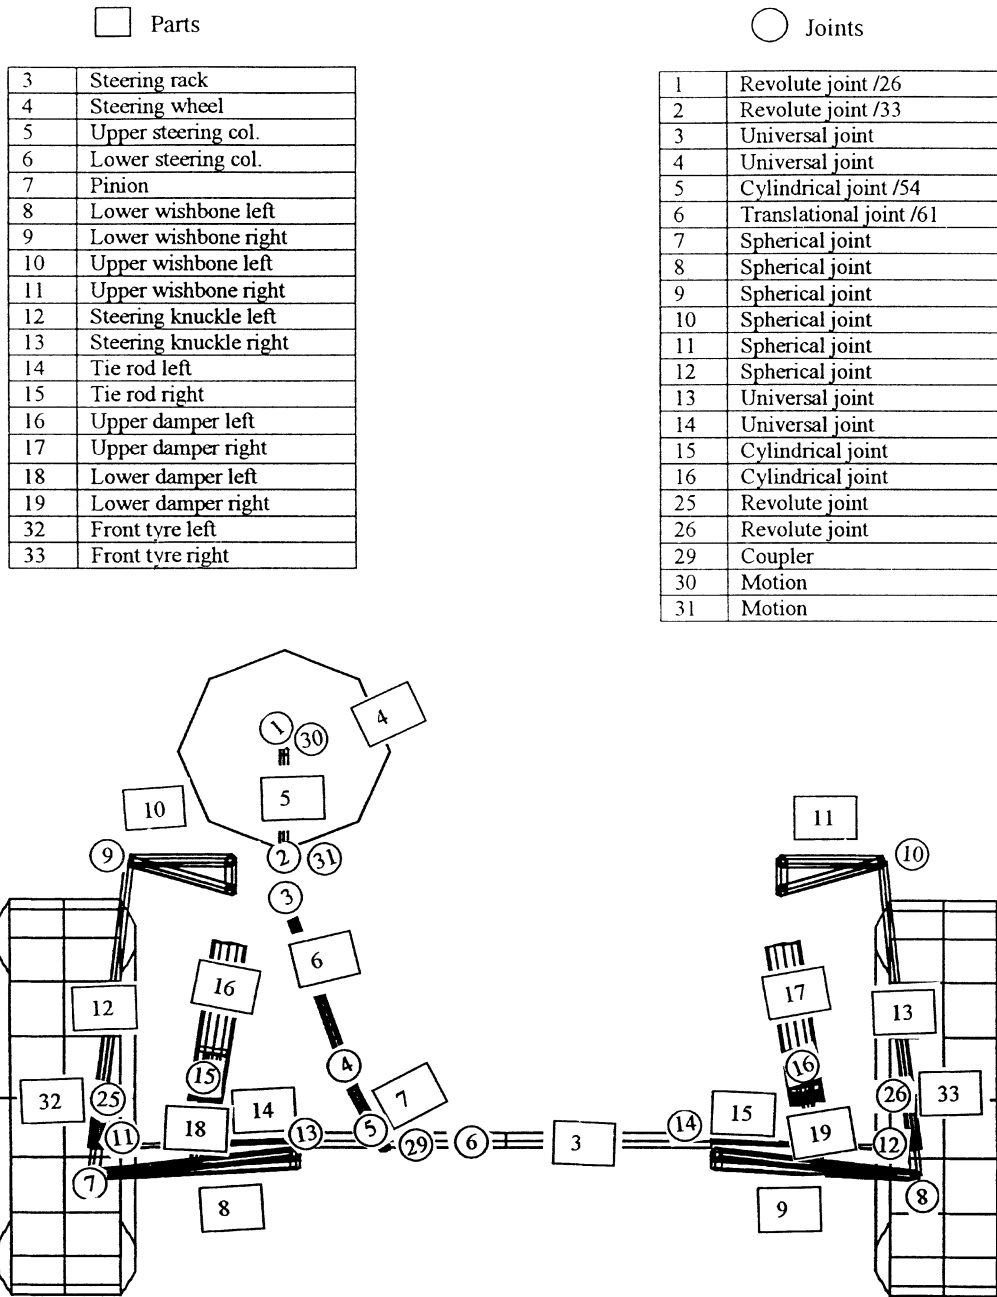 Parts
3 Steering rack
4 Steering wheel
5 Upper steering col.
6 Lower steering col.
7 Pinion
8 Lower wishbone left
9 Lower wishbone right
10 Upper wishbone left
11 Upper wishbone right
12 Steering knuckle left
13 Steering knuckle right
14 Tie rod left
15 Tie rod right
16 Upper damper left
17 Upper damper right
18 Lower damper left
19 Lower damper right
32 Front tyre left
33 Front tyre right
Joints
1 Revolute joint /26
2 Revolute joint /33
3 Universal joint
4 Universal joint
5 Cylindrical joint /54
6 Translational joint /61
7 Spherical joint
8 Spherical joint
9 Spherical joint
10 Spherical joint
11 Spherical joint
12 Spherical joint
13 Universal joint
14 Universal joint
15 Cylindrical joint
16 Cylindrical joint
25 Revolute joint
26 Revolute joint
29 Coupler
30 Motion
31 Motion
4
1
30
5
10
11
9
2
31
10
3
6
16
17
12
13
15
4
16
32
25
7
26
33
14
15
11
18
13
5
29
6
3
14
19
12
7
8
8
9